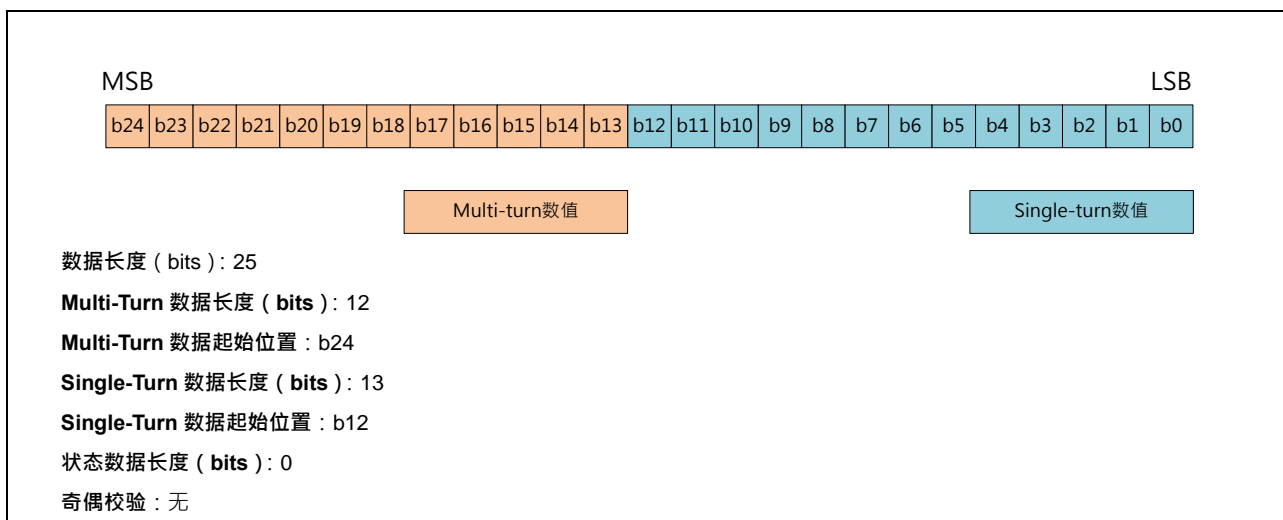 MSB LSB
b24 b23 b22 b21 b20 b19 b18 b17 b16 b15 b14 b13 b12 b11 b10 b9 b8 b7 b6 b5 b4 b3 b2 b1 b0
Multi-turn数值 Single-turn数值
数据长度（bits）：25
Multi-Turn 数据长度（bits）：12
Multi-Turn 数据起始位置：b24
Single-Turn 数据长度（bits）：13
Single-Turn 数据起始位置：b12
状态数据长度（bits）：0
奇偶校验：无